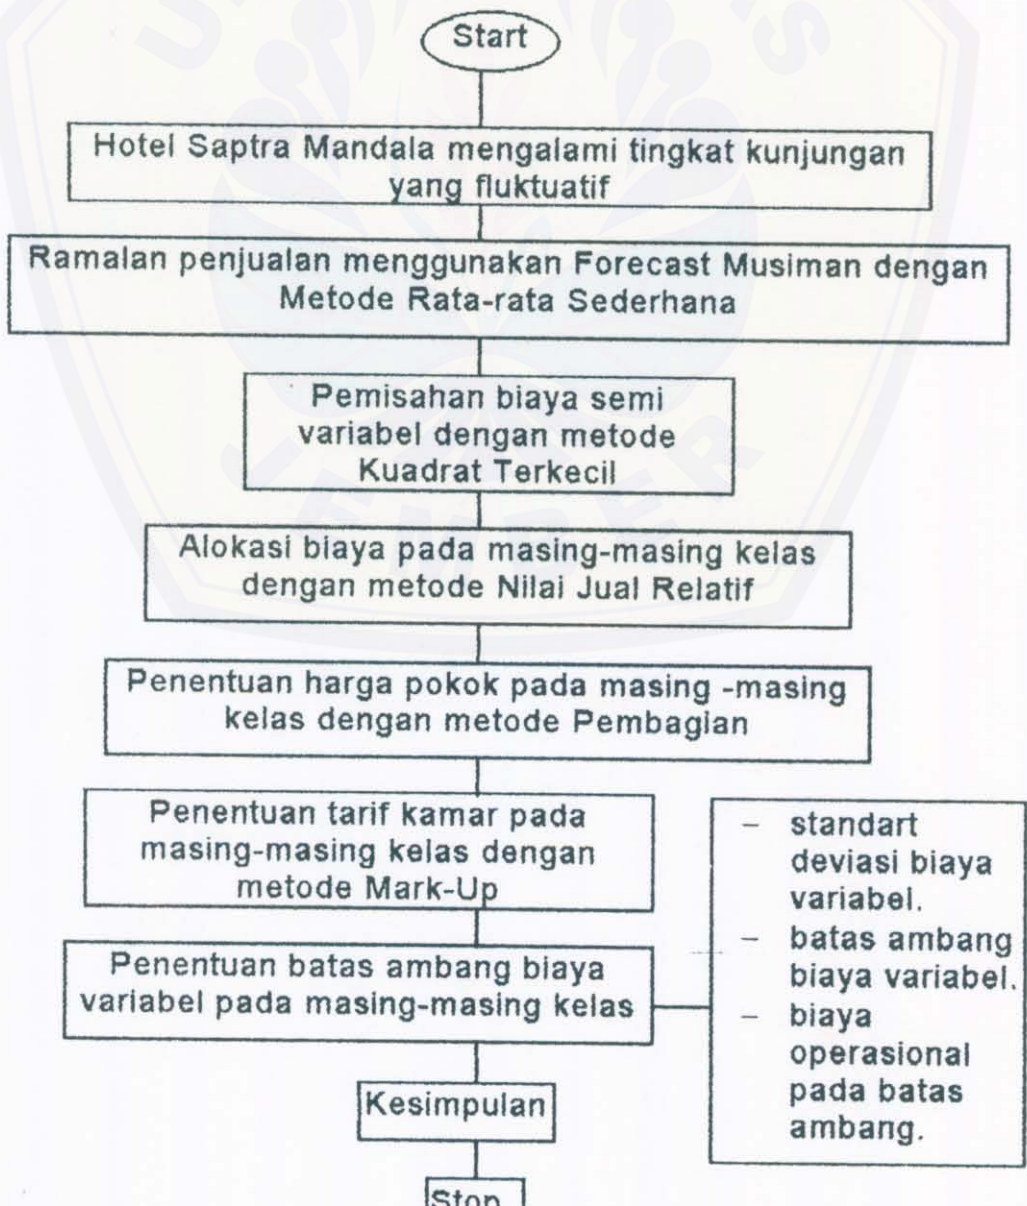 Start
Hotel Saptra Mandala mengalami tingkat kunjungan
yang fluktuatif
Ramalan penjualan menggunakan Forecast Musiman dengan
Metode Rata-rata Sederhana
Pemisahan biaya semi
variabel dengan metode
Kuadrat Terkecil
Alokasi biaya pada masing-masing kelas
dengan metode Nilai Jual Relatif
Penentuan harga pokok pada masing -masing
kelas dengan metode Pembagian
Penentuan tarif kamar pada
masing-masing kelas dengan
metode Mark-Up
Penentuan batas ambang biaya
variabel pada masing-masing kelas
– standart
deviasi biaya
variabel.
– batas ambang
biaya variabel.
– biaya
operasional
pada batas
ambang.
Kesimpulan
Stop
JEMBER